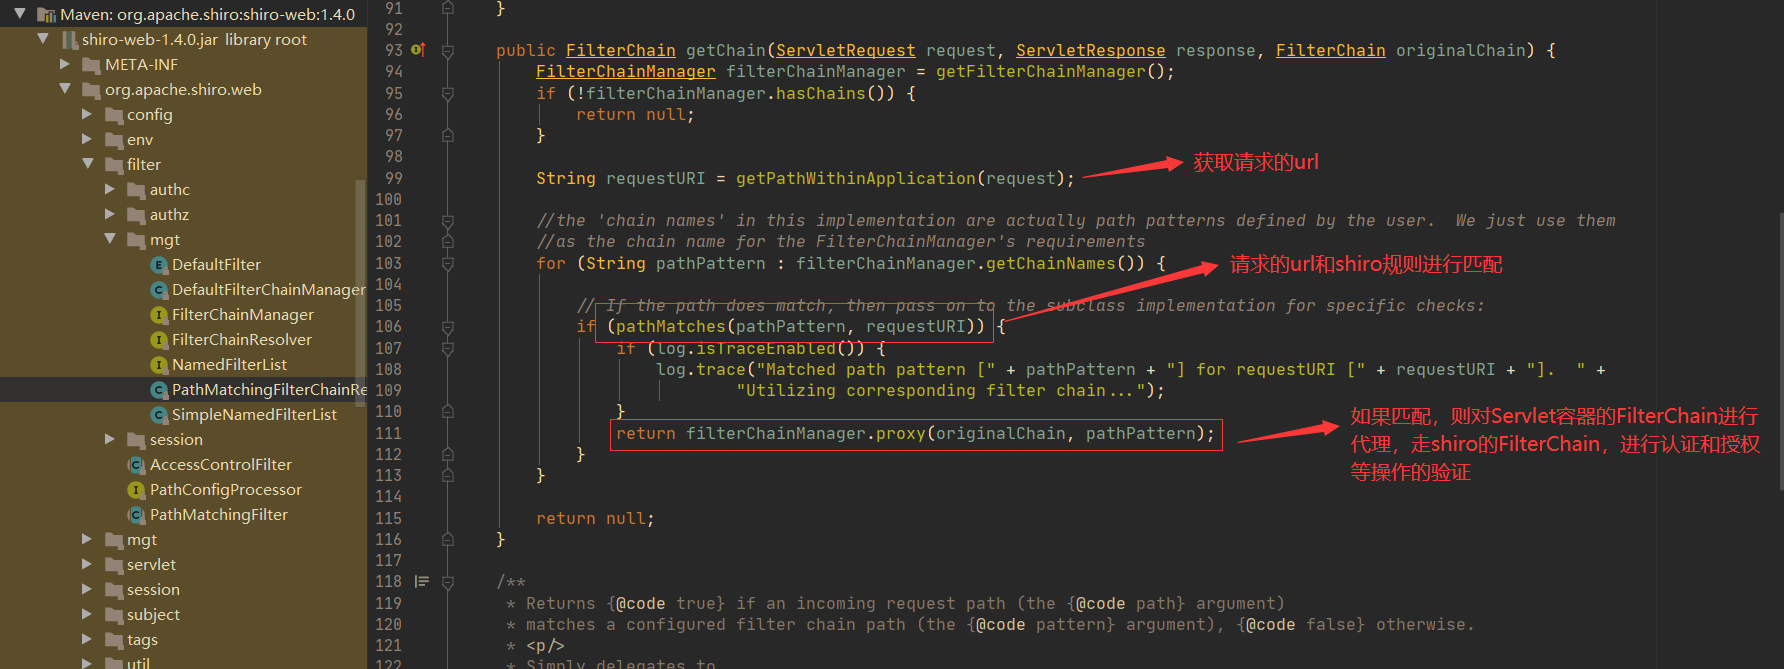 Maven: org.apache.shiro:shiro-web:1.4.0
shiro-web-1.4.0.jar library root
META-INF
org.apache.shiro.web
config
env
filter
authc
authz
mgt
DefaultFilter
DefaultFilterChainManager
FilterChainManager
FilterChainResolver
NamedFilterList
PathMatchingFilterChainRe
SimpleNamedFilterList
session
AccessControlFilter
PathConfigProcessor
PathMatchingFilter
mgt
servlet
session
subject
tags
util
91 }
92
93 public FilterChain getChain(ServletRequest request, ServletResponse response, FilterChain originalChain) {
94 FilterChainManager filterChainManager = getFilterChainManager();
95 if (!filterChainManager.hasChains()) {
96 return null;
97 }
98
99 String requestURI = getPathWithinApplication(request);
获取请求的url
100
101 //the 'chain names' in this implementation are actually path patterns defined by the user.  We just use them
102 //as the chain name for the FilterChainManager's requirements
103 for (String pathPattern : filterChainManager.getChainNames()) {
请求的url和shiro规则进行匹配
104
105 // If the path does match, then pass on to the subclass implementation for specific checks:
106 if (pathMatches(pathPattern, requestURI)) {
107 if (log.isTraceEnabled()) {
108 log.trace("Matched path pattern [" + pathPattern + "] for requestURI [" + requestURI + "].  " +
109 "Utilizing corresponding filter chain...");
110 }
111 return filterChainManager.proxy(originalChain, pathPattern);
如果匹配，则对Servlet容器的FilterChain进行
代理，走shiro的FilterChain，进行认证和授权
等操作的验证
112 }
113 }
114
115 return null;
116 }
117
118 /**
119 * Returns {@code true} if an incoming request path (the {@code path} argument)
120 * matches a configured filter chain path (the {@code pattern} argument), {@code false} otherwise.
121 * <p/>
122 * Simply delegates to